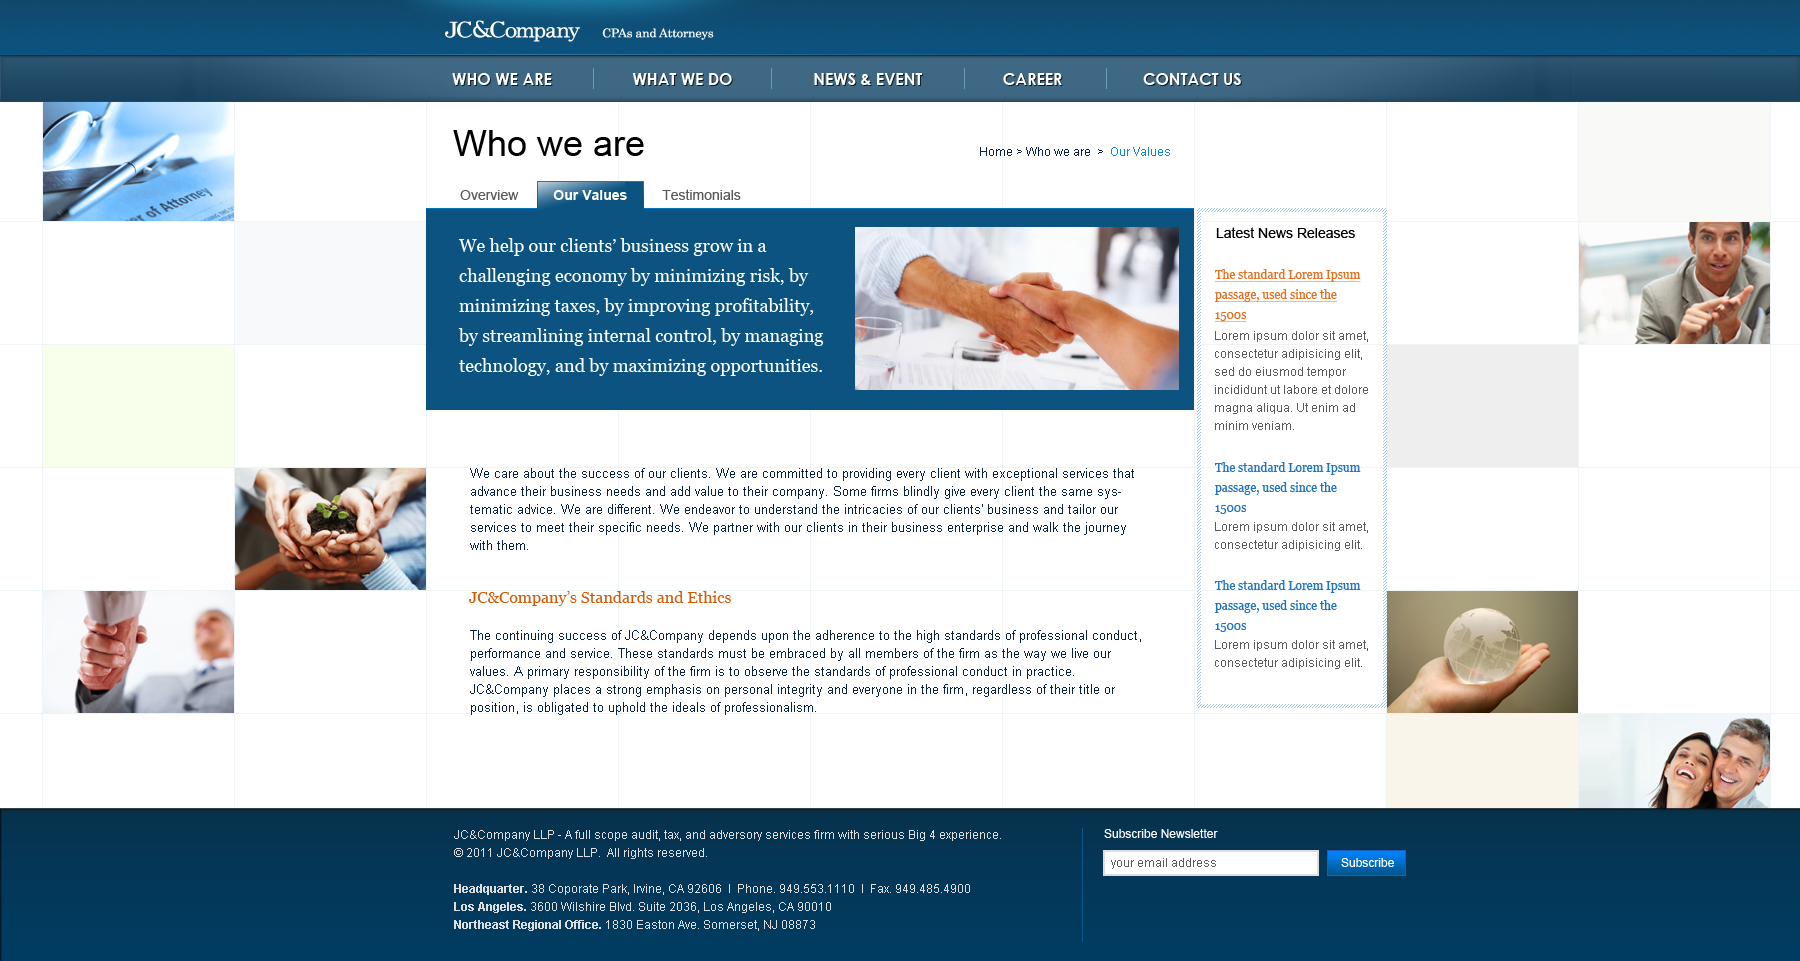 JC&Company CPAs and Attorneys
WHO WE ARE WHAT WE DO NEWS & EVENT CAREER CONTACT US
Who we are
Home > Who we are > Our Values
Overview Our Values Testimonials
er of Attorney
We help our clients’ business grow in a
challenging economy by minimizing risk, by
minimizing taxes, by improving profitability,
by streamlining internal control, by managing
technology, and by maximizing opportunities.
We care about the success of our clients. We are committed to providing every client with exceptional services that
advance their business needs and add value to their company. Some firms blindly give every client the same sys-
tematic advice. We are different. We endeavor to understand the intricacies of our clients' business and tailor our
services to meet their specific needs. We partner with our clients in their business enterprise and walk the journey
with them.
JC&Company’s Standards and Ethics
The continuing success of JC&Company depends upon the adherence to the high standards of professional conduct,
performance and service. These standards must be embraced by all members of the firm as the way we live our
values. A primary responsibility of the firm is to observe the standards of professional conduct in practice.
JC&Company places a strong emphasis on personal integrity and everyone in the firm, regardless of their title or
position, is obligated to uphold the ideals of professionalism.
Latest News Releases
The standard Lorem Ipsum
passage, used since the
1500s
Lorem ipsum dolor sit amet,
consectetur adipisicing elit,
sed do eiusmod tempor
incididunt ut labore et dolore
magna aliqua. Ut enim ad
minim veniam.
The standard Lorem Ipsum
passage, used since the
1500s
Lorem ipsum dolor sit amet,
consectetur adipisicing elit.
The standard Lorem Ipsum
passage, used since the
1500s
Lorem ipsum dolor sit amet,
consectetur adipisicing elit.
JC&Company LLP - A full scope audit, tax, and adversory services firm with serious Big 4 experience.
© 2011 JC&Company LLP. All rights reserved.
Headquarter. 38 Coporate Park, Irvine, CA 92606 I Phone. 949.553.1110 I Fax. 949.485.4900
Los Angeles. 3600 Wilshire Blvd. Suite 2036, Los Angeles, CA 90010
Northeast Regional Office. 1830 Easton Ave. Somerset, NJ 08873
Subscribe Newsletter
your email address Subscribe